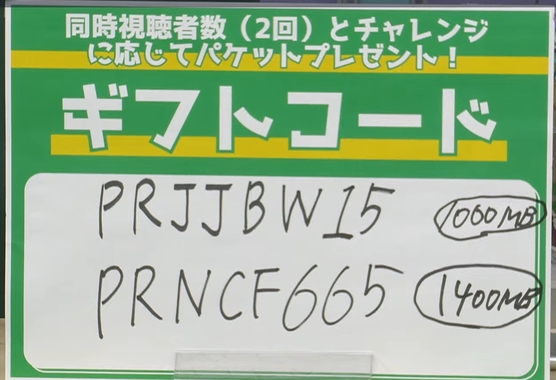 同時視聴者数（2回）とチャレンジ
に応じてパケットプレゼント！
ギフトコード
PRJJBW15 1000MB
PRNCF665 1400MB